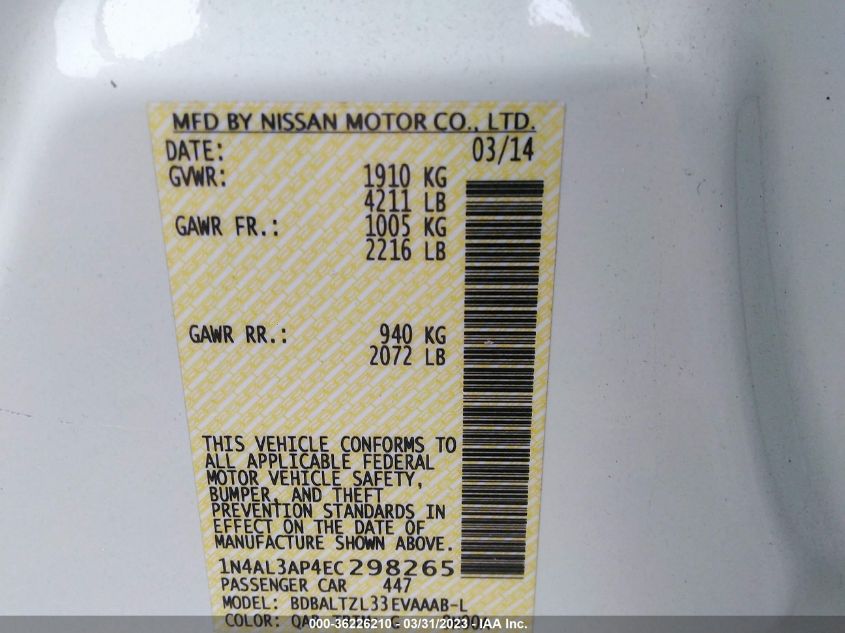 MFD BY NISSAN MOTOR CO., LTD.
DATE: 03/14
GVWR: 1910 KG
4211 LB
GAWR FR.: 1005 KG
2216 LB
GAWR RR.: 940 KG
2072 LB
THIS VEHICLE CONFORMS TO
ALL APPLICABLE FEDERAL
MOTOR VEHICLE SAFETY,
BUMPER, AND THEFT
PREVENTION STANDARDS IN
EFFECT ON THE DATE OF
MANUFACTURE SHOWN ABOVE.
1N4AL3AP4EC298265
PASSENGER CAR 447
MODEL: BDBALTZL33EVAAAB-L
COLOR:
000-36226210 - 03/31/2023 - IAA Inc.